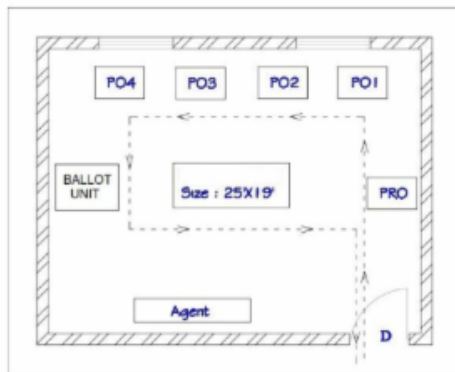 PO4 PO3 PO2 PO1
BALLOT
UNIT
Size : 25'X19'
PRO
Agent
D